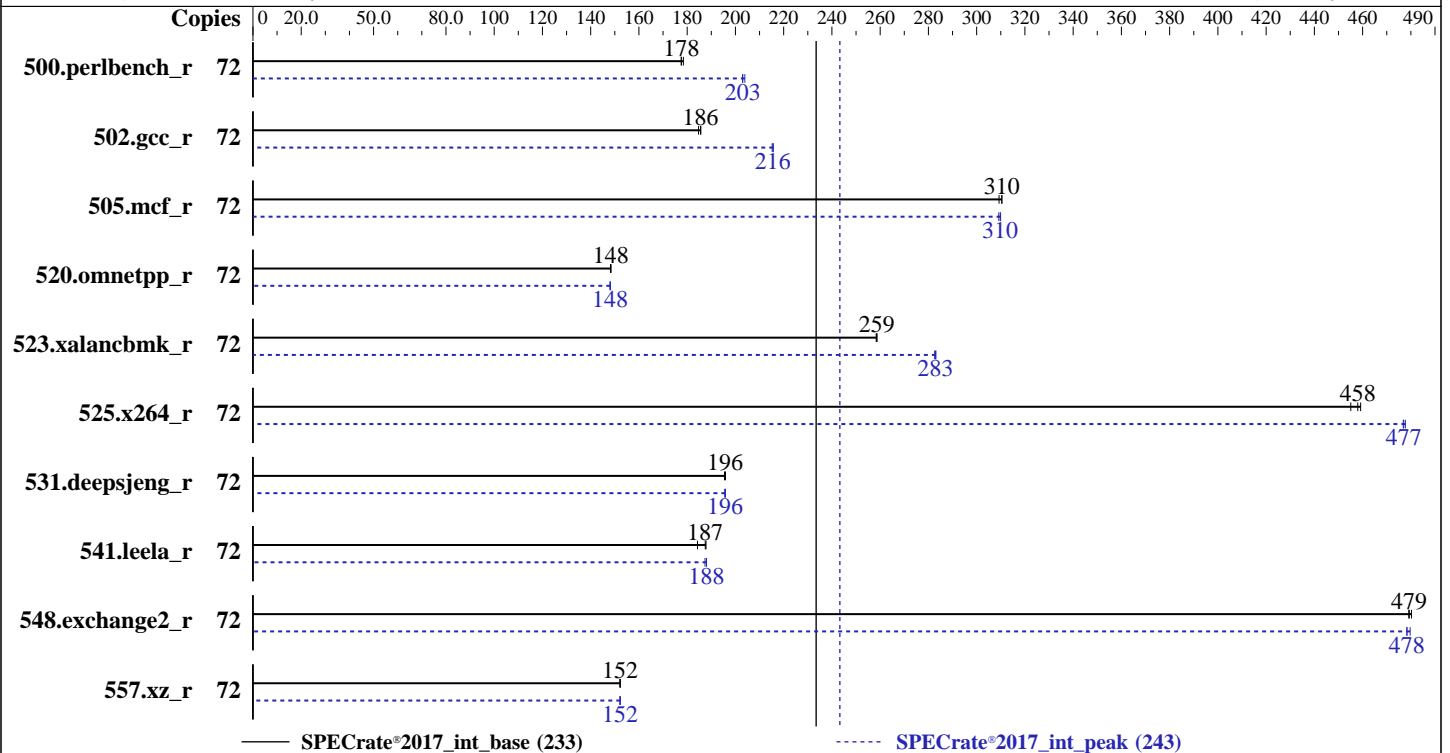 Copies 0 20.0 50.0 80.0 100 120 140 160 180 200 220 240 260 280 300 320 340 360 380 400 420 440 460 490
178
500.perlbench_r 72
203
186
502.gcc_r 72
216
310
505.mcf_r 72
310
148
520.omnetpp_r 72
148
259
523.xalancbmk_r 72
283
458
525.x264_r 72
477
196
531.deepsjeng_r 72
196
187
541.leela_r 72
188
479
548.exchange2_r 72
478
152
557.xz_r 72
152
SPECrate®2017_int_base (233) SPECrate®2017_int_peak (243)